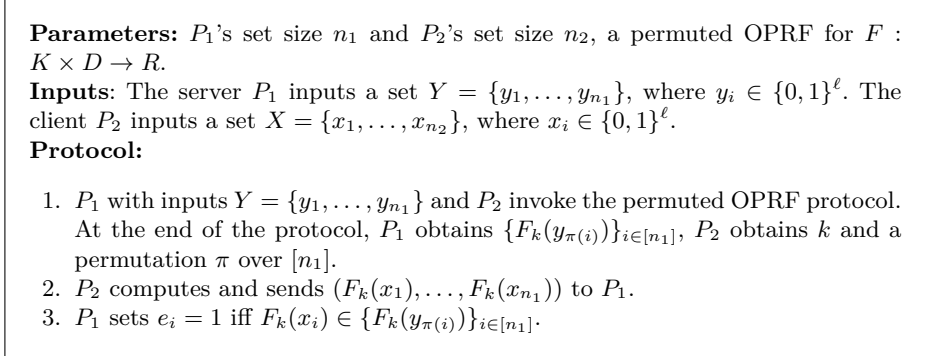 Parameters: P₁'s set size n₁ and P₂'s set size n₂, a permuted OPRF for F :
K × D → R.
Inputs: The server P₁ inputs a set Y = {y₁, . . . , yₙ₁}, where yᵢ ∈ {0, 1}^ℓ. The
client P₂ inputs a set X = {x₁, . . . , xₙ₂}, where xᵢ ∈ {0, 1}^ℓ.
Protocol:
1. P₁ with inputs Y = {y₁, . . . , yₙ₁} and P₂ invoke the permuted OPRF protocol.
At the end of the protocol, P₁ obtains {Fₖ(y_π(i))}_i∈[n₁], P₂ obtains k and a
permutation π over [n₁].
2. P₂ computes and sends (Fₖ(x₁), . . . , Fₖ(xₙ₁)) to P₁.
3. P₁ sets eᵢ = 1 iff Fₖ(xᵢ) ∈ {Fₖ(y_π(i))}_i∈[n₁].